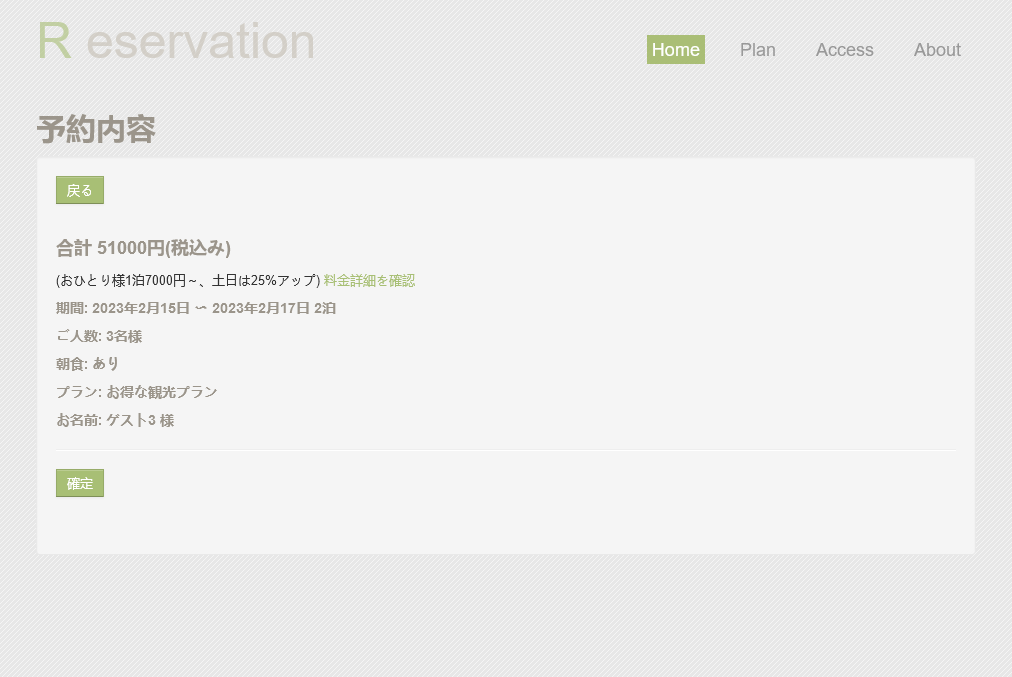 R eservation
Home Plan Access About
予約内容
戻る
合計 51000円(税込み)
(おひとり様1泊7000円～、土日は25%アップ) 料金詳細を確認
期間: 2023年2月15日 〜 2023年2月17日 2泊
ご人数: 3名様
朝食: あり
プラン: お得な観光プラン
お名前: ゲスト3 様
確定